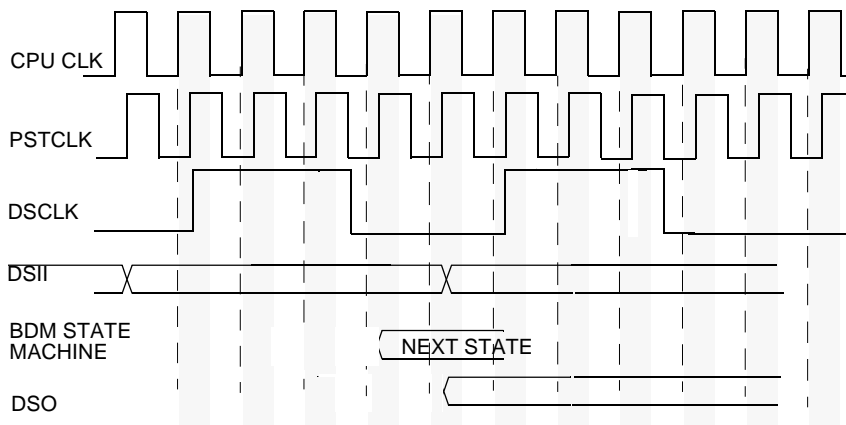 CPU CLK
PSTCLK
DSCLK
DSII
BDM STATE
MACHINE
NEXT STATE
DSO